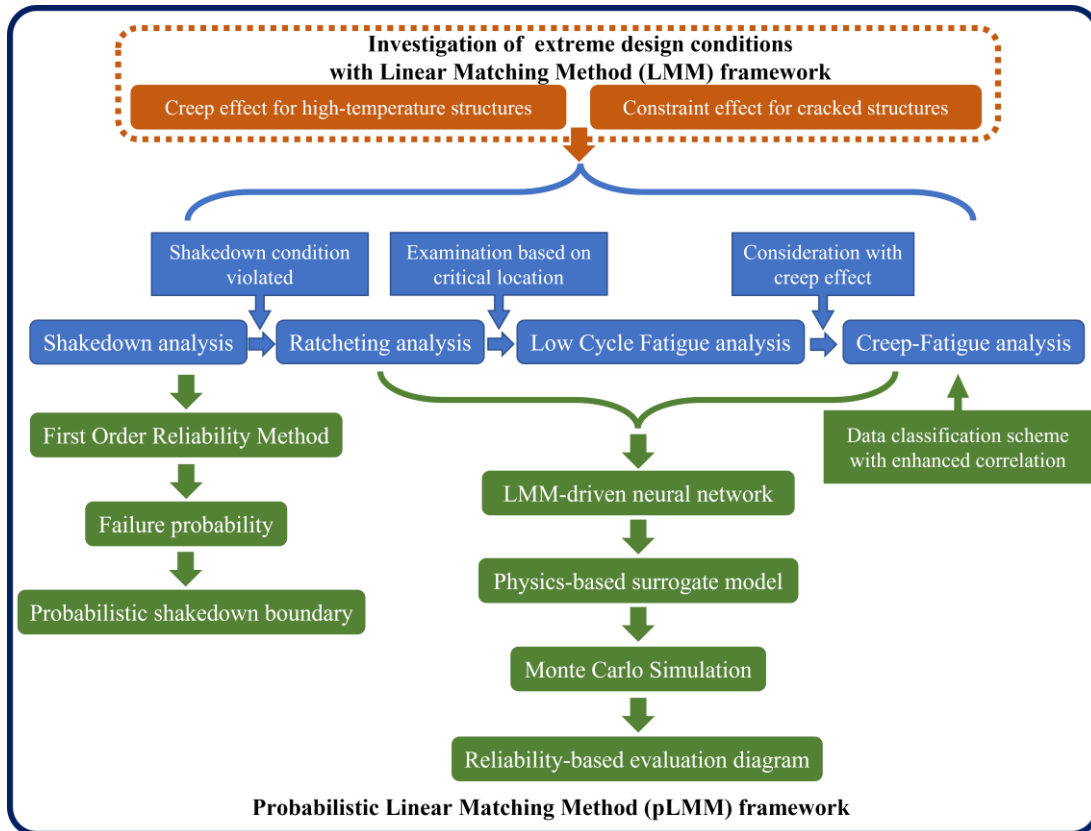 Investigation of extreme design conditions
with Linear Matching Method (LMM) framework
Creep effect for high-temperature structures
Constraint effect for cracked structures
Shakedown condition
violated
Examination based on
critical location
Consideration with
creep effect
Shakedown analysis
Ratcheting analysis
Low Cycle Fatigue analysis
Creep-Fatigue analysis
First Order Reliability Method
Failure probability
Probabilistic shakedown boundary
Data classification scheme
with enhanced correlation
LMM-driven neural network
Physics-based surrogate model
Monte Carlo Simulation
Reliability-based evaluation diagram
Probabilistic Linear Matching Method (pLMM) framework